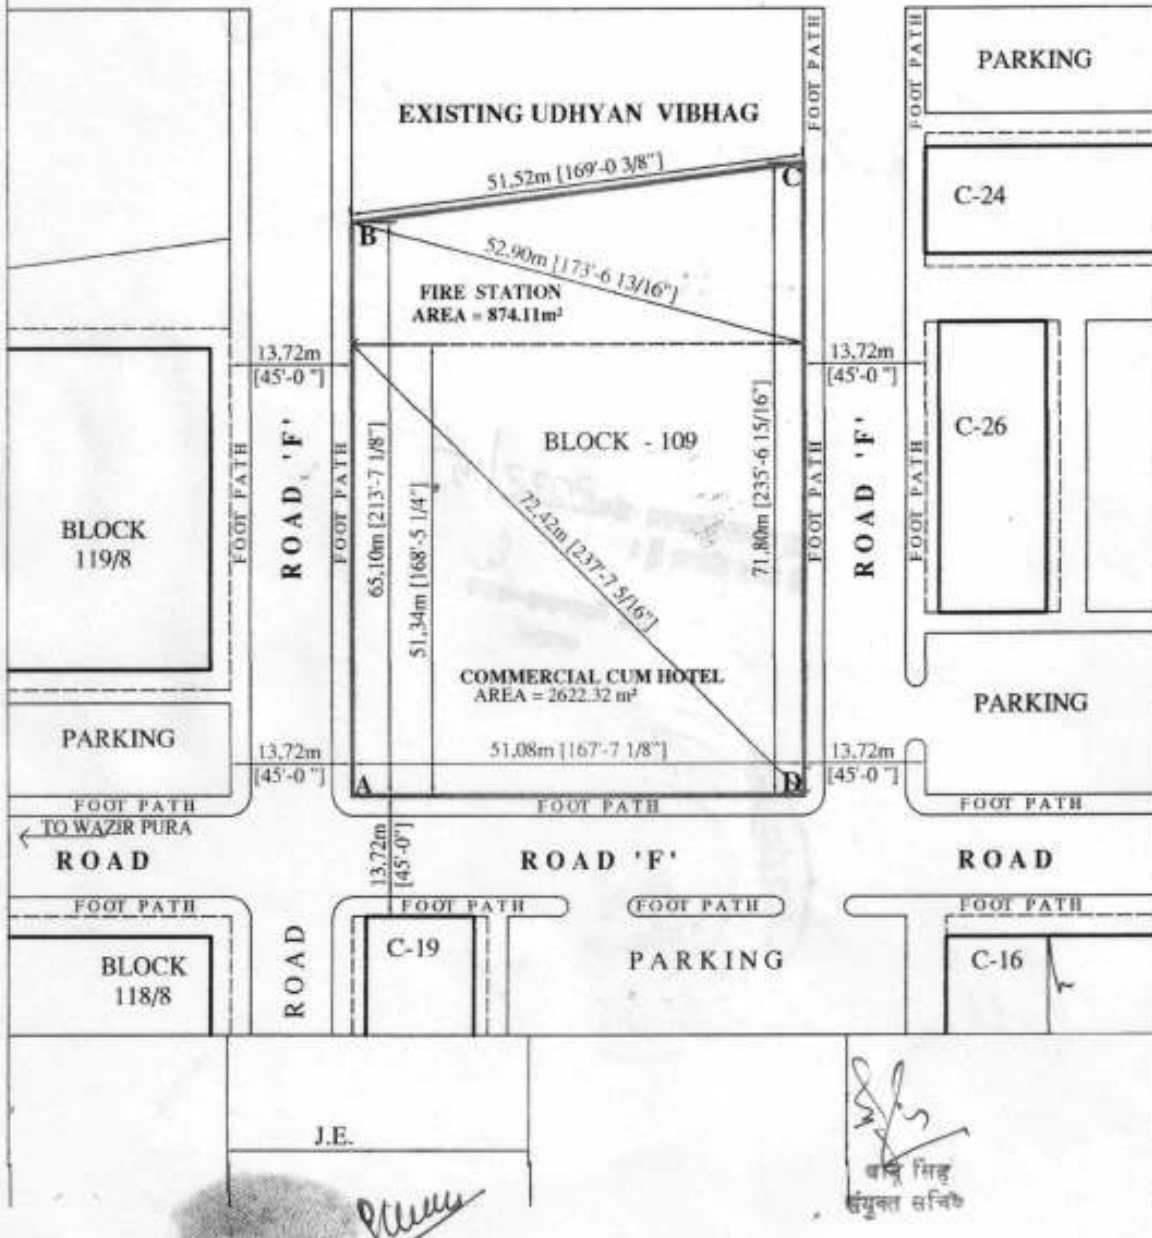 PARKING
FOOT PATH
FOOT PATH
EXISTING UDHYAN VIBHAG
51,52m [169'-0 3/8"]
C
C-24
B
52,90m [173'-6 13/16"]
FIRE STATION
AREA = 874.11m²
13,72m
[45'-0 "]
13,72m
[45'-0 "]
BLOCK - 109
C-26
ROAD 'F'
FOOT PATH
FOOT PATH
65,10m [213'-7 1/8"]
51,34m [168'-5 1/4"]
72,42m [237'-7 5/16"]
71,80m [235'-6 15/16"]
FOOT PATH
ROAD 'F'
FOOT PATH
BLOCK
119/8
COMMERCIAL CUM HOTEL
AREA = 2622.32 m²
PARKING
PARKING
13,72m
[45'-0 "]
51,08m [167'-7 1/8"]
13,72m
[45'-0 "]
A
D
FOOT PATH
FOOT PATH
FOOT PATH
TO WAZIR PURA
ROAD
13,72m
[45'-0"]
ROAD 'F'
ROAD
FOOT PATH
FOOT PATH
FOOT PATH
FOOT PATH
BLOCK
118/8
ROAD
C-19
PARKING
C-16
J.E.
सिंह
संयुक्त सचिव